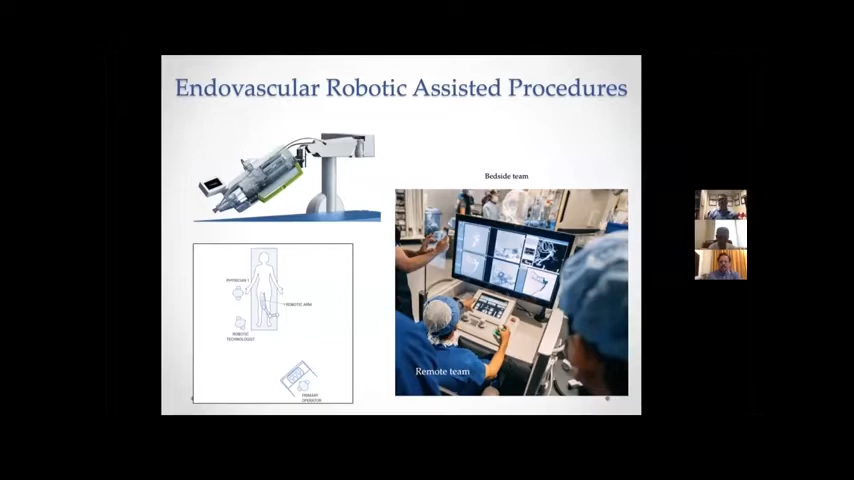 Endovascular Robotic Assisted Procedures
Bedside team
PHYSICIAN 1
ROBOTIC ARM
ROBOTIC
TECHNOLOGIST
PRIMARY
OPERATOR
Remote team